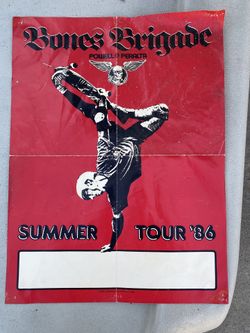 Bones Brigade
POWELL PERALTA
SUMMER TOUR '86